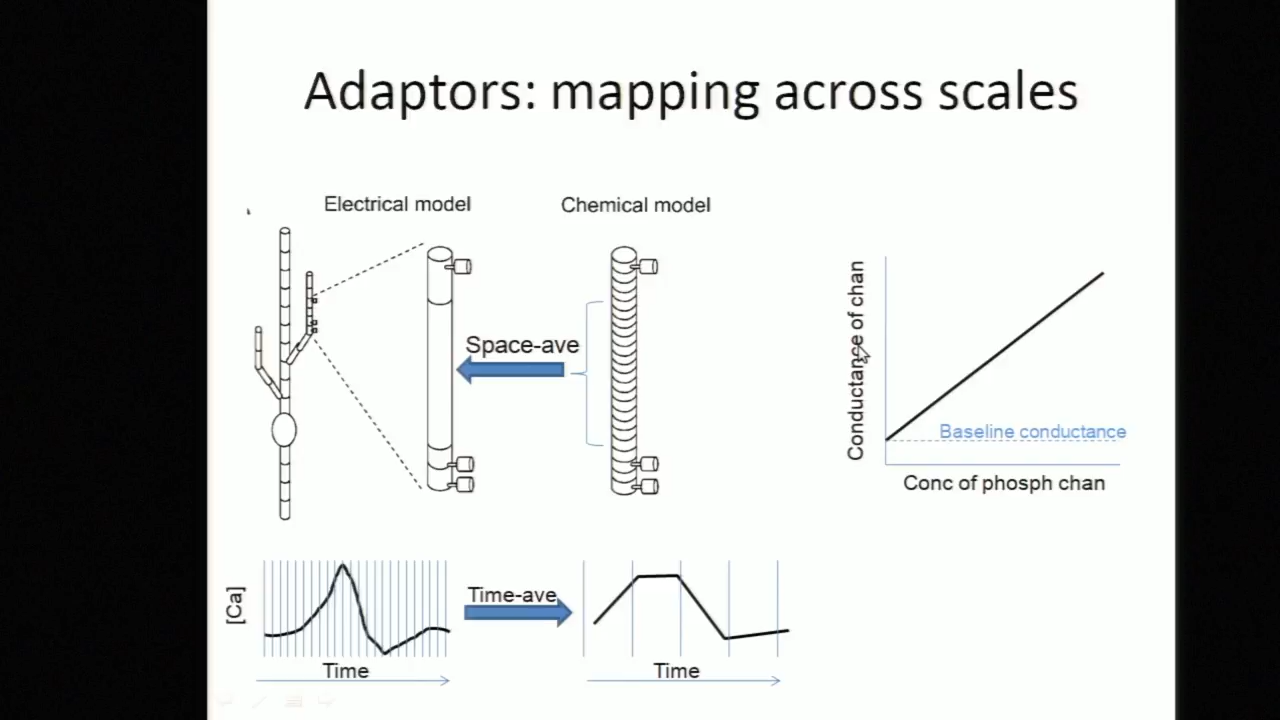 Adaptors: mapping across scales
Electrical model
Chemical model
Space-ave
Conductance of chan
Baseline conductance
Conc of phosph chan
[Ca]
Time-ave
Time
Time